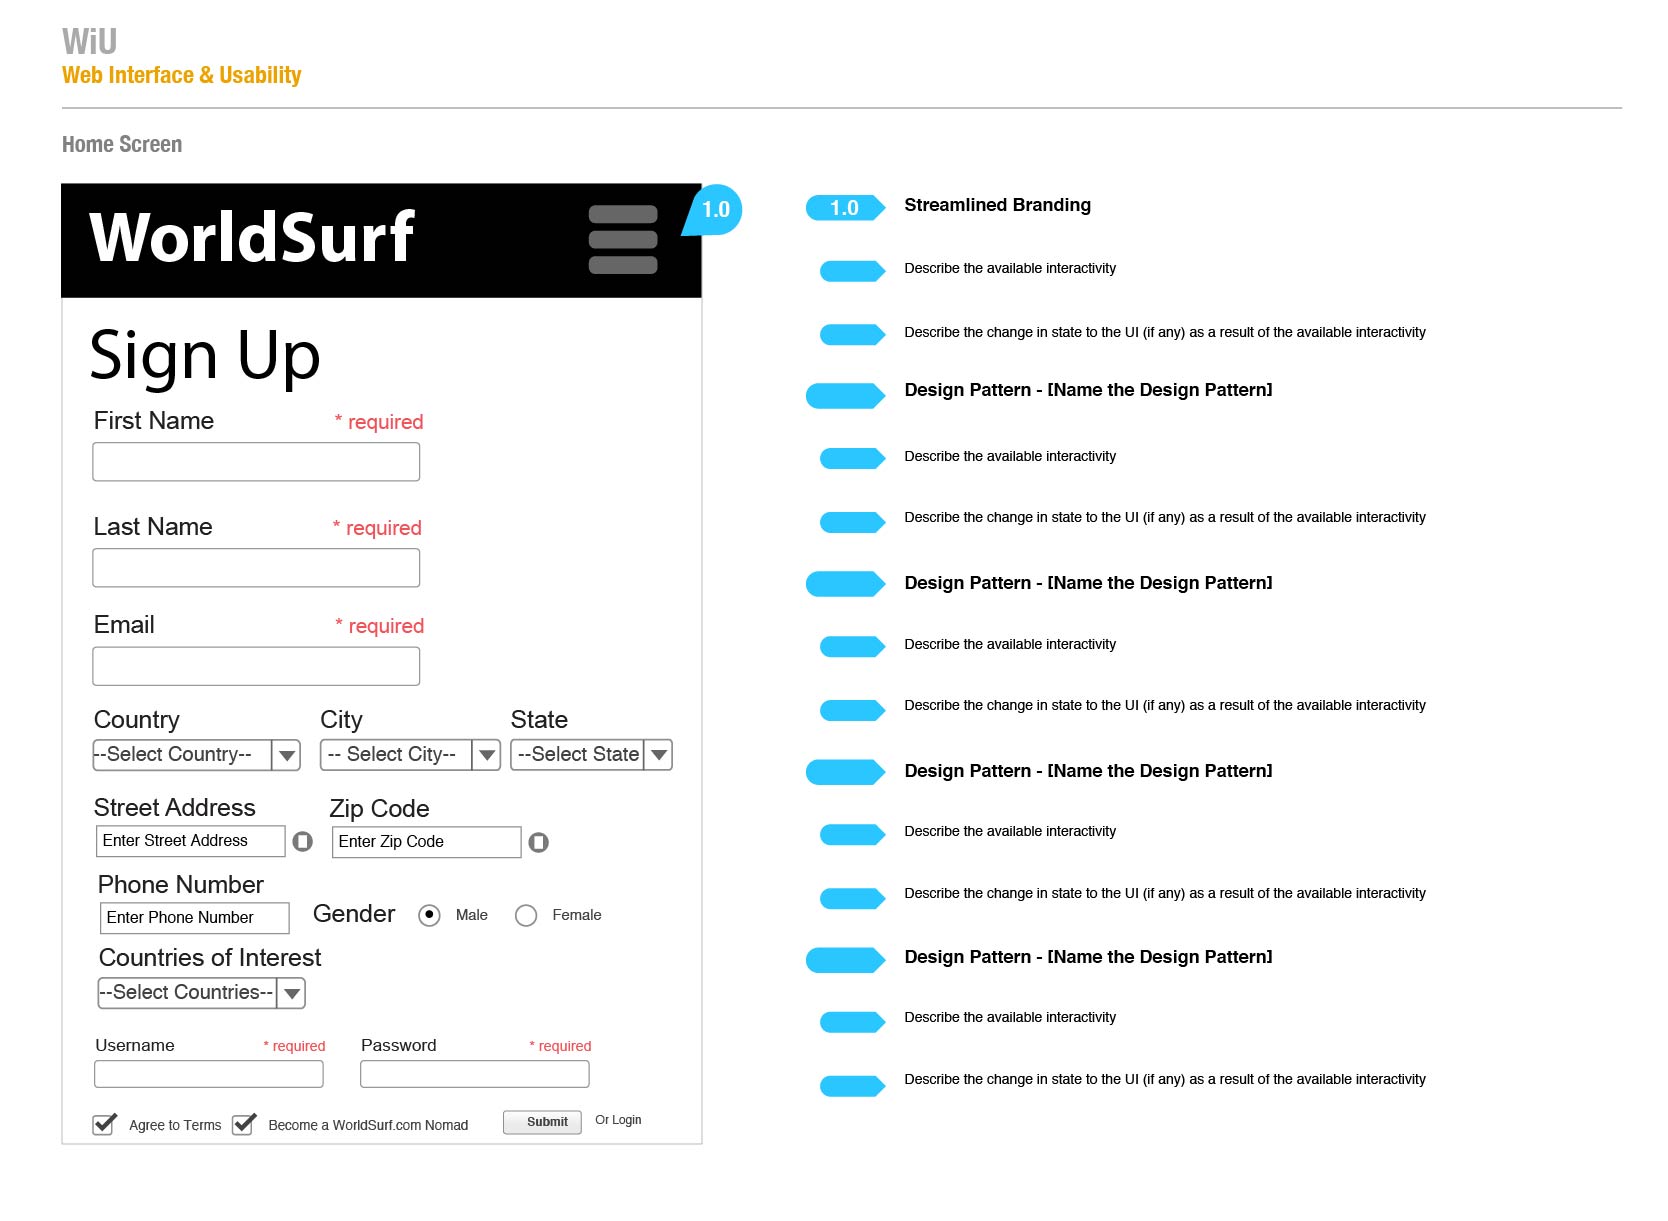 WiU
Web Interface & Usability
Home Screen
WorldSurf
1.0
Sign Up
First Name * required
Last Name * required
Email * required
Country City State
--Select Country-- -- Select City-- --Select State
Street Address Zip Code
Enter Street Address Enter Zip Code
Phone Number
Enter Phone Number Gender Male Female
Countries of Interest
--Select Countries--
Username * required Password * required
Agree to Terms Become a WorldSurf.com Nomad Submit Or Login
1.0 Streamlined Branding
Describe the available interactivity
Describe the change in state to the UI (if any) as a result of the available interactivity
Design Pattern - [Name the Design Pattern]
Describe the available interactivity
Describe the change in state to the UI (if any) as a result of the available interactivity
Design Pattern - [Name the Design Pattern]
Describe the available interactivity
Describe the change in state to the UI (if any) as a result of the available interactivity
Design Pattern - [Name the Design Pattern]
Describe the available interactivity
Describe the change in state to the UI (if any) as a result of the available interactivity
Design Pattern - [Name the Design Pattern]
Describe the available interactivity
Describe the change in state to the UI (if any) as a result of the available interactivity